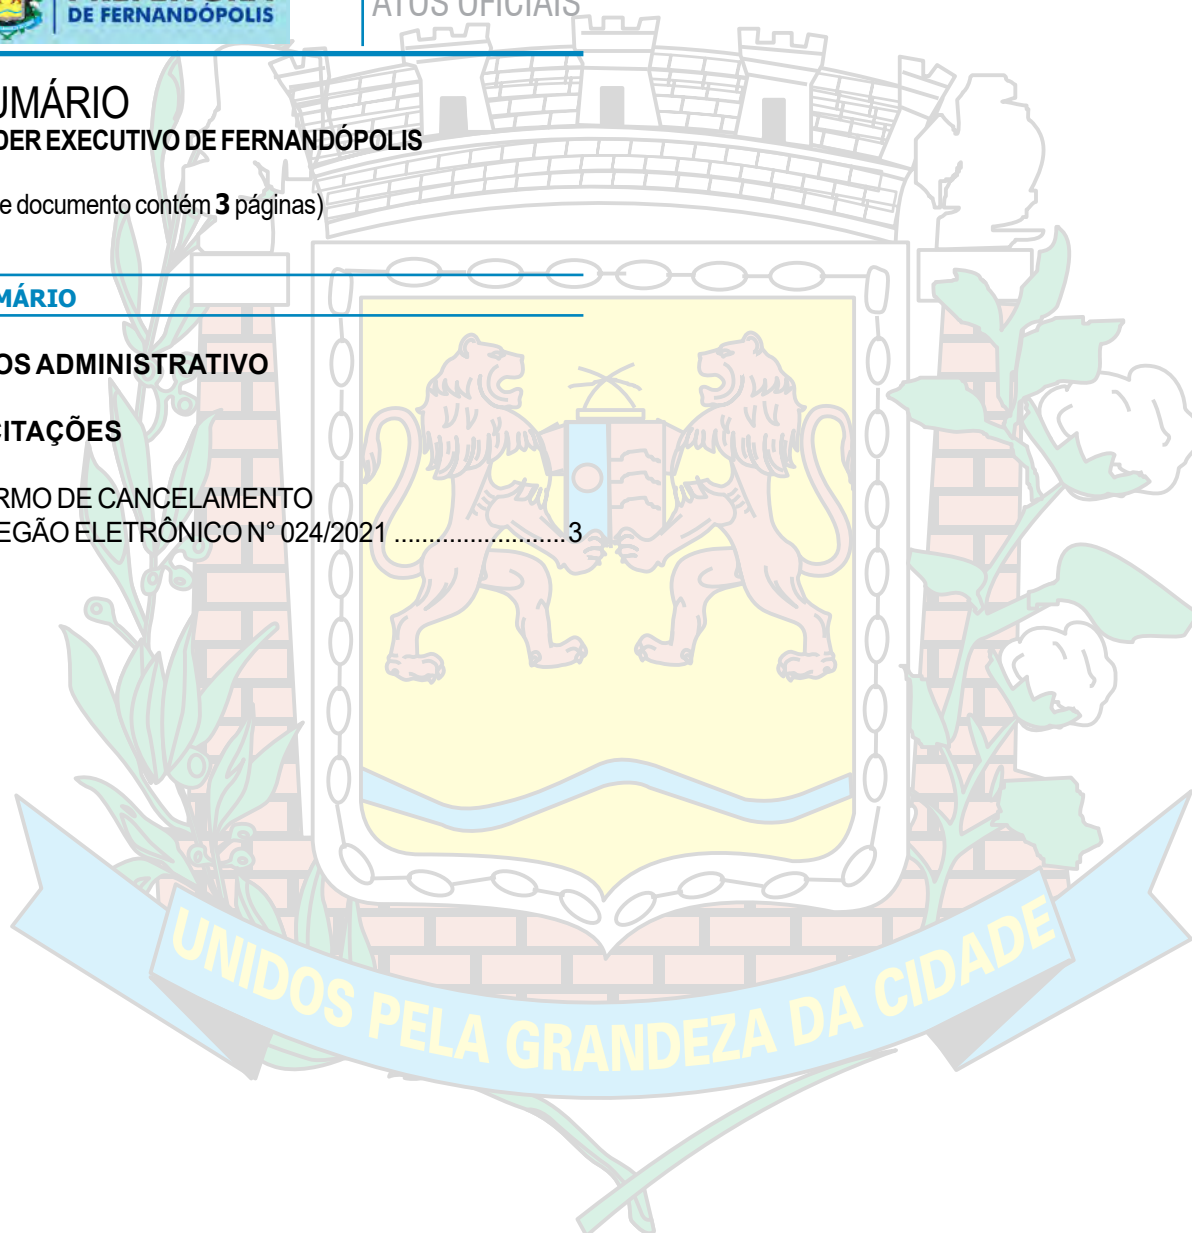 DE FERNANDÓPOLIS
ATOS OFICIAIS
UMÁRIO
DER EXECUTIVO DE FERNANDÓPOLIS
e documento contém 3 páginas)
MÁRIO
OS ADMINISTRATIVO
CITAÇÕES
RMO DE CANCELAMENTO
EGÃO ELETRÔNICO N° 024/2021 .........................3
UNIDOS PELA GRANDEZA DA CIDADE